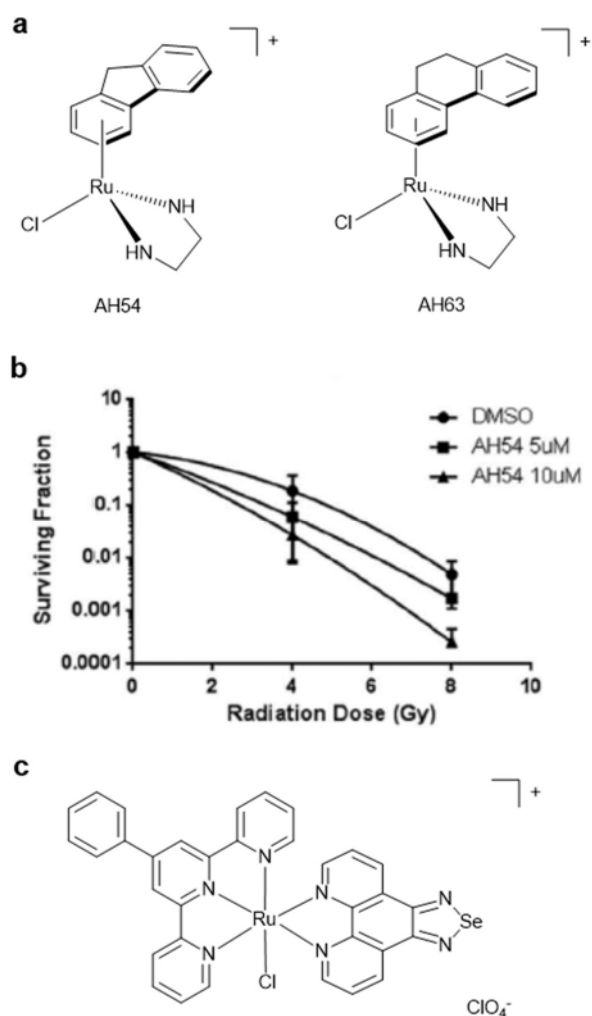 a
+
+
Ru
Ru
Cl
NH
HN
Cl
NH
HN
AH54
AH63
b
10
1
0.1
0.01
0.001
0.0001
Surviving Fraction
DMSO
AH54 5uM
AH54 10uM
0
2
4
6
8
10
Radiation Dose (Gy)
c
+
N
N
N
N
N
N
N
Se
Ru
Cl
ClO₄⁻